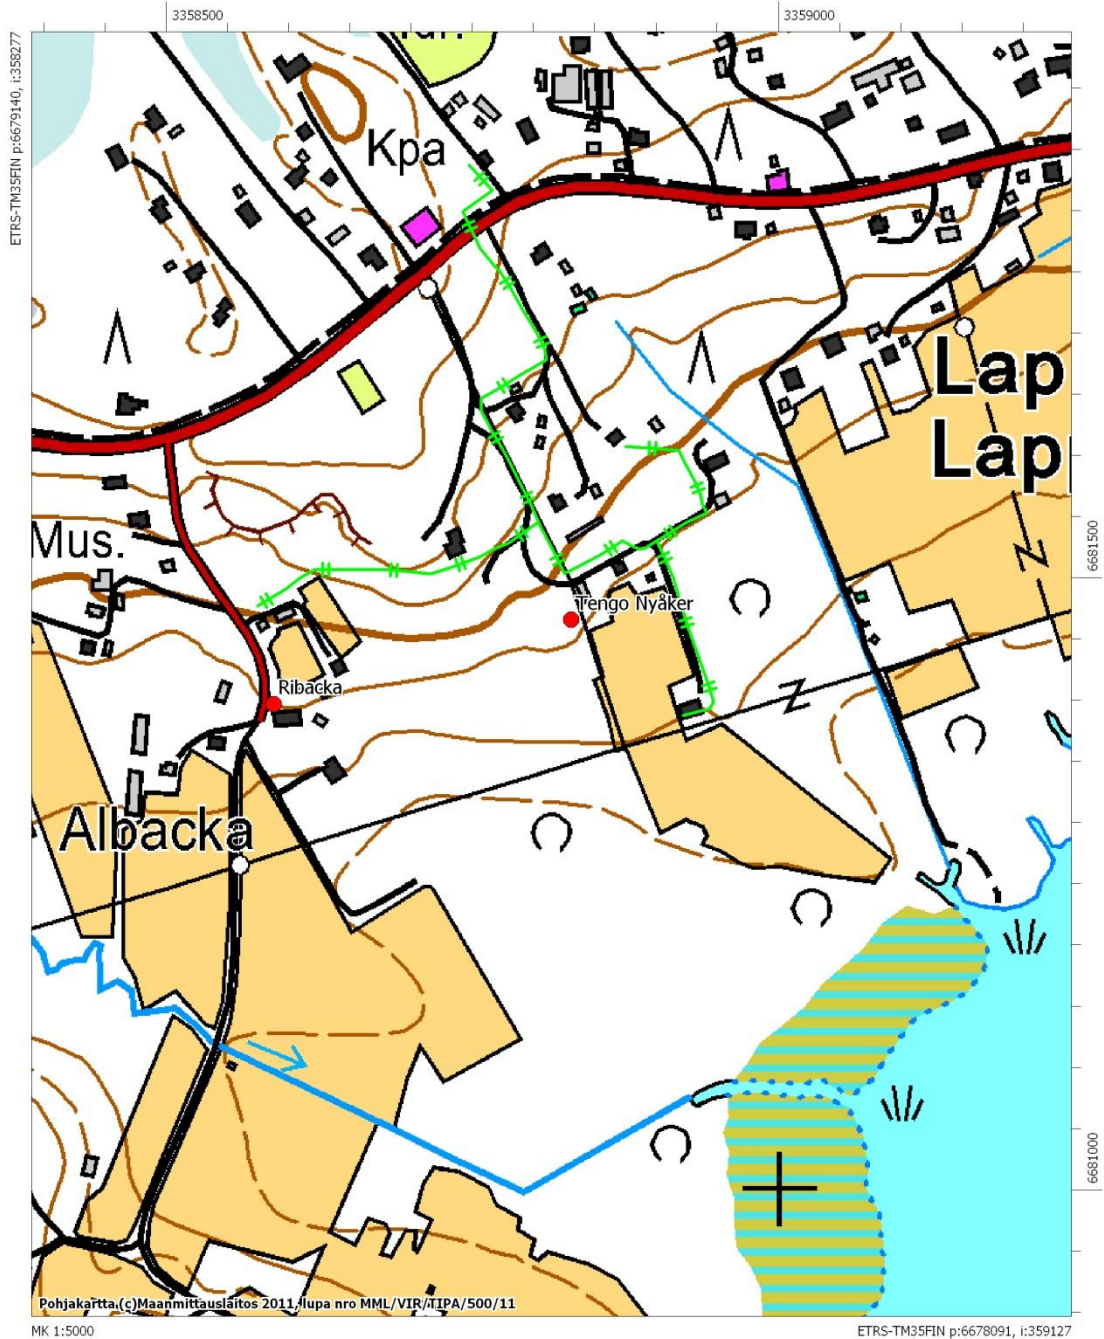 3358500
3359000
ETRS-TM35FIN p:6679140, i:358277
Kpa
Lap
Lap
Mus.
6681500
Tengo Nyåker
Ribacka
Albacka
6681000
Pohjakartta (c)Maanmittauslaitos 2011, lupa nro MML/VIR/TIPA/500/11
MK 1:5000
ETRS-TM35FIN p:6678091, i:359127